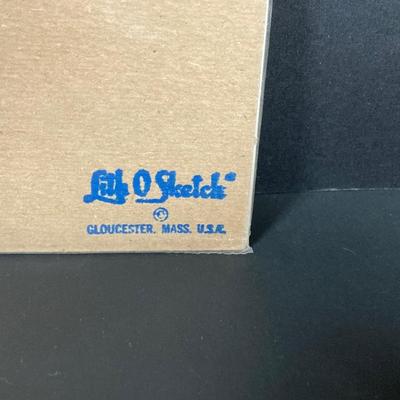 Lith O Sketch®
©
GLOUCESTER, MASS. U.S.A.